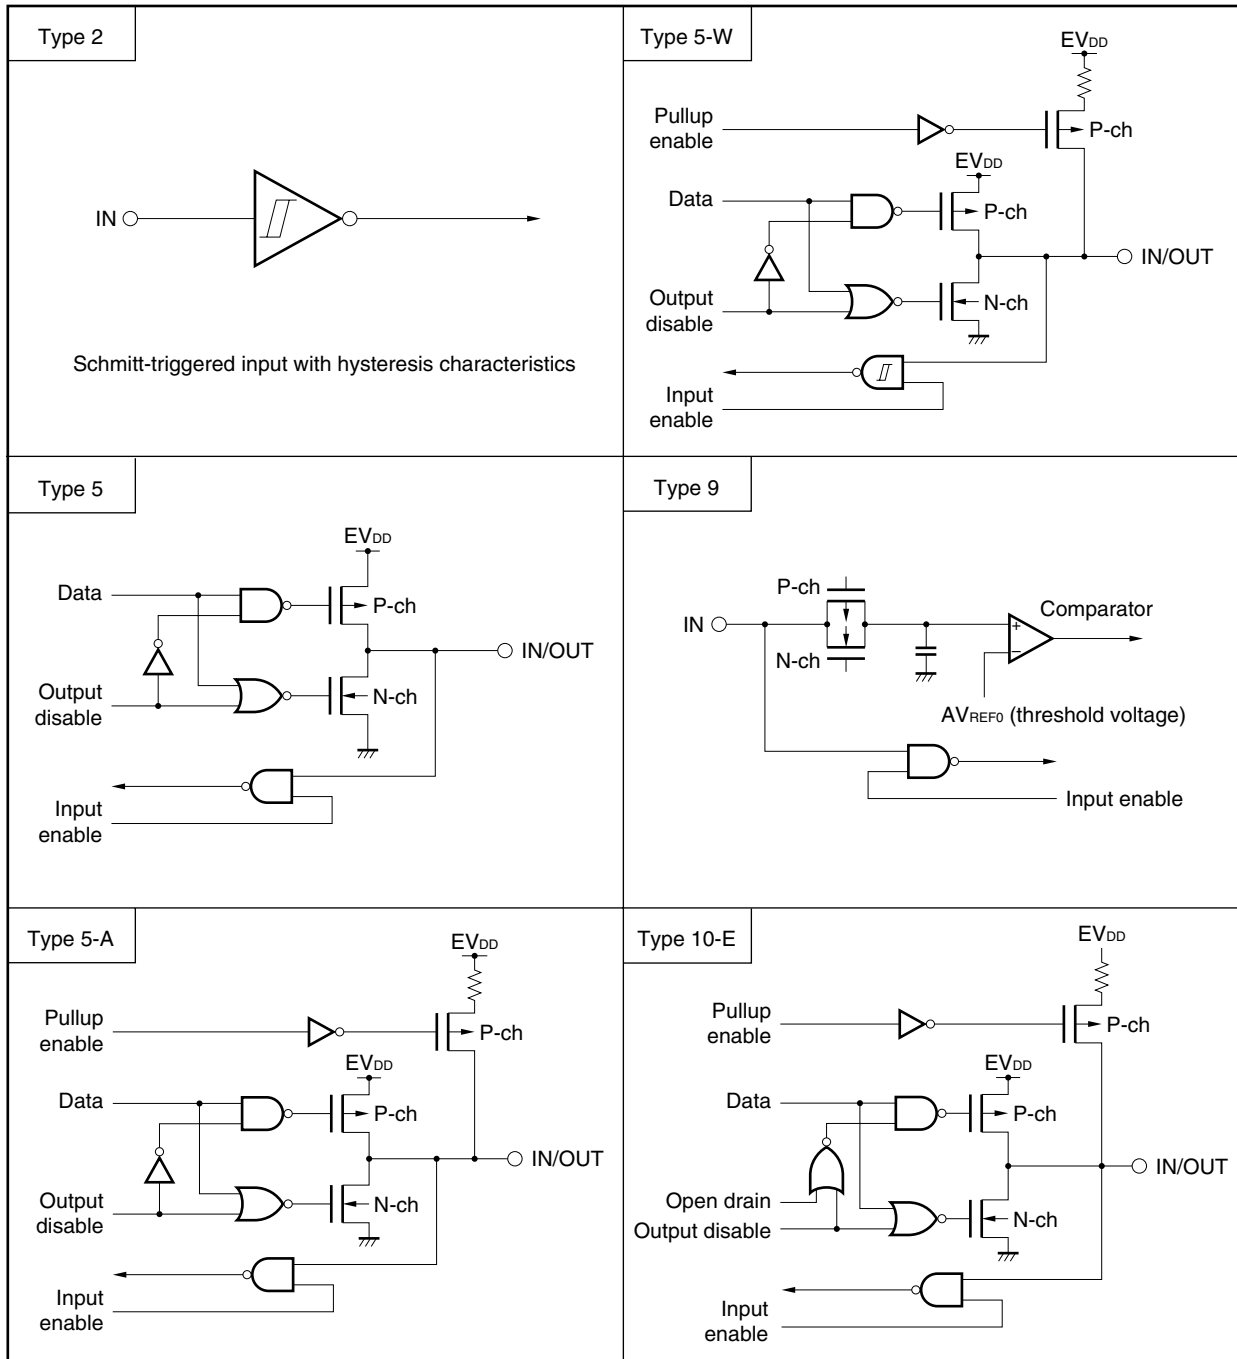 Type 2
IN
Schmitt-triggered input with hysteresis characteristics
Type 5-W
EVDD
Pullup
enable
P-ch
EVDD
Data
P-ch
IN/OUT
Output
disable
N-ch
Input
enable
Type 5
EVDD
Data
P-ch
IN/OUT
Output
disable
N-ch
Input
enable
Type 9
P-ch
IN
N-ch
Comparator
+
−
AVREF0 (threshold voltage)
Input enable
Type 5-A
EVDD
Pullup
enable
P-ch
EVDD
Data
P-ch
IN/OUT
Output
disable
N-ch
Input
enable
Type 10-E
EVDD
Pullup
enable
P-ch
EVDD
Data
P-ch
IN/OUT
Open drain
Output disable
N-ch
Input
enable